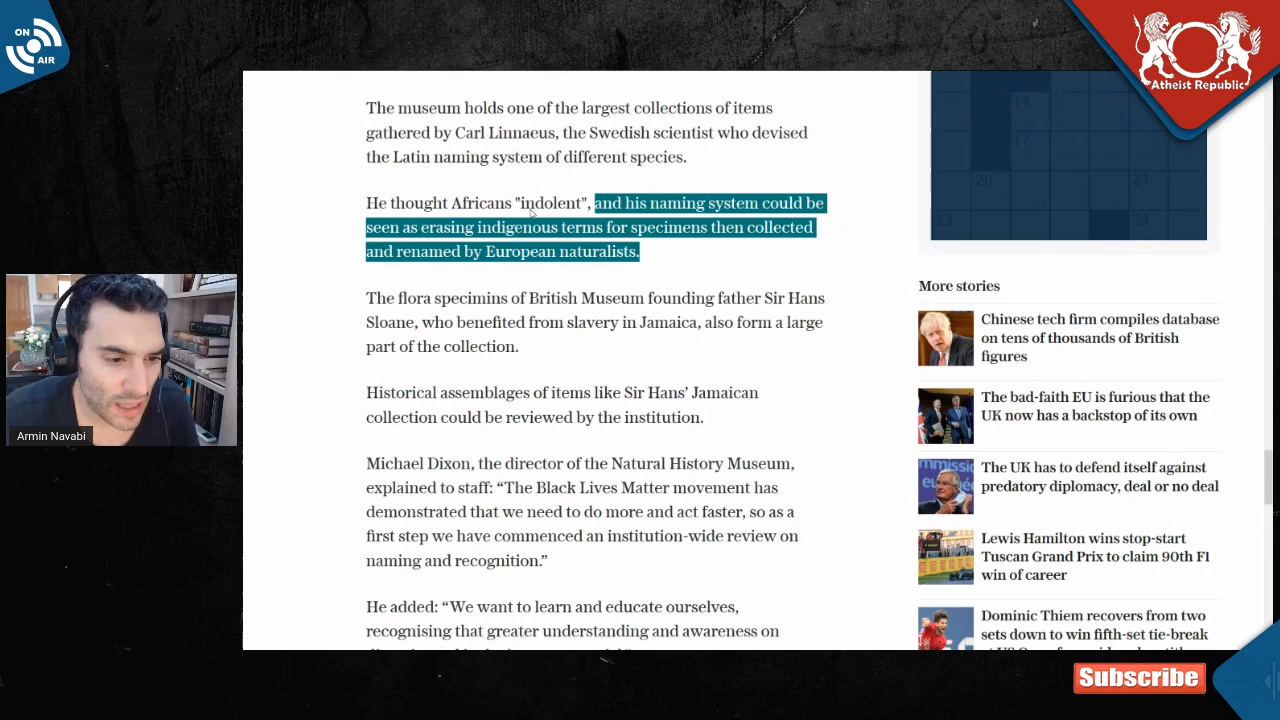 ON
AIR
Atheist Republic
The museum holds one of the largest collections of items
gathered by Carl Linnaeus, the Swedish scientist who devised
the Latin naming system of different species.
He thought Africans "indolent", and his naming system could be
seen as erasing indigenous terms for specimens then collected
and renamed by European naturalists.
The flora specimins of British Museum founding father Sir Hans
Sloane, who benefited from slavery in Jamaica, also form a large
part of the collection.
Historical assemblages of items like Sir Hans’ Jamaican
collection could be reviewed by the institution.
Michael Dixon, the director of the Natural History Museum,
explained to staff: “The Black Lives Matter movement has
demonstrated that we need to do more and act faster, so as a
first step we have commenced an institution-wide review on
naming and recognition.”
He added: “We want to learn and educate ourselves,
recognising that greater understanding and awareness on
14
17
20
21
24
More stories
Chinese tech firm compiles database
on tens of thousands of British
figures
The bad-faith EU is furious that the
UK now has a backstop of its own
The UK has to defend itself against
predatory diplomacy, deal or no deal
Lewis Hamilton wins stop-start
Tuscan Grand Prix to claim 90th F1
win of career
Dominic Thiem recovers from two
sets down to win fifth-set tie-break
Armin Navabi
Subscribe